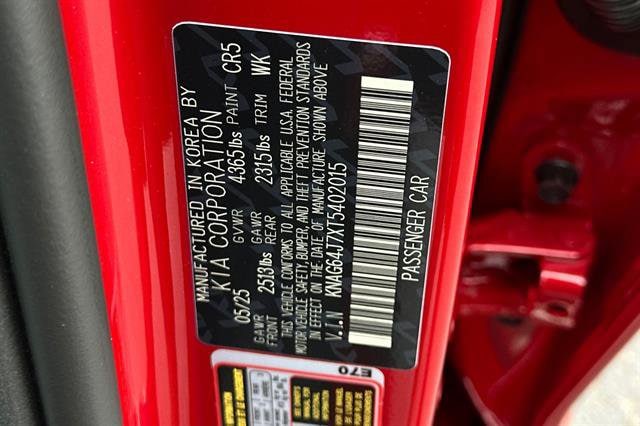 MANUFACTURED IN KOREA BY
KIA CORPORATION
05/25 GVWR 4365lbs PAINT CR5
GAWR FRONT 2513lbs GAWR REAR 2315lbs TRIM WK
THIS VEHICLE CONFORMS TO ALL APPLICABLE U.S.A. FEDERAL
MOTOR VEHICLE SAFETY, BUMPER, AND THEFT PREVENTION STANDARDS
IN EFFECT ON THE DATE OF MANUFACTURE SHOWN ABOVE
V.I.N KNAG64J7XT5402015
PASSENGER CAR
E70